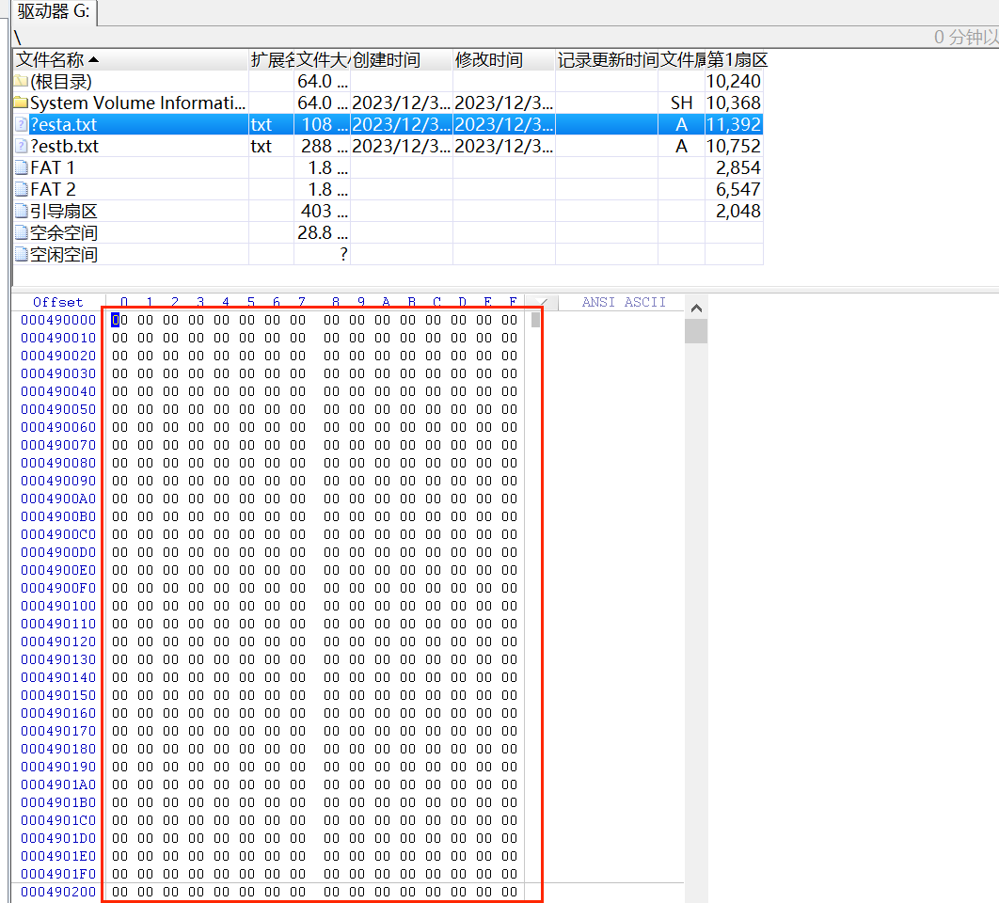 驱动器 G:
\ 0 分钟以
文件名称 扩展名 文件大小 创建时间 修改时间 记录更新时间 文件属 第1扇区
(根目录) 64.0 ... 10,240
System Volume Informati... 64.0 ... 2023/12/3... 2023/12/3... SH 10,368
?esta.txt txt 108 ... 2023/12/3... 2023/12/3... A 11,392
?estb.txt txt 288 ... 2023/12/3... 2023/12/3... A 10,752
FAT 1 1.8 ... 2,854
FAT 2 1.8 ... 6,547
引导扇区 403 ... 2,048
空余空间 28.8 ...
空闲空间 ?
Offset 0 1 2 3 4 5 6 7 8 9 A B C D E F ANSI ASCII
000490000 00 00 00 00 00 00 00 00 00 00 00 00 00 00 00 00
000490010 00 00 00 00 00 00 00 00 00 00 00 00 00 00 00 00
000490020 00 00 00 00 00 00 00 00 00 00 00 00 00 00 00 00
000490030 00 00 00 00 00 00 00 00 00 00 00 00 00 00 00 00
000490040 00 00 00 00 00 00 00 00 00 00 00 00 00 00 00 00
000490050 00 00 00 00 00 00 00 00 00 00 00 00 00 00 00 00
000490060 00 00 00 00 00 00 00 00 00 00 00 00 00 00 00 00
000490070 00 00 00 00 00 00 00 00 00 00 00 00 00 00 00 00
000490080 00 00 00 00 00 00 00 00 00 00 00 00 00 00 00 00
000490090 00 00 00 00 00 00 00 00 00 00 00 00 00 00 00 00
0004900A0 00 00 00 00 00 00 00 00 00 00 00 00 00 00 00 00
0004900B0 00 00 00 00 00 00 00 00 00 00 00 00 00 00 00 00
0004900C0 00 00 00 00 00 00 00 00 00 00 00 00 00 00 00 00
0004900D0 00 00 00 00 00 00 00 00 00 00 00 00 00 00 00 00
0004900E0 00 00 00 00 00 00 00 00 00 00 00 00 00 00 00 00
0004900F0 00 00 00 00 00 00 00 00 00 00 00 00 00 00 00 00
000490100 00 00 00 00 00 00 00 00 00 00 00 00 00 00 00 00
000490110 00 00 00 00 00 00 00 00 00 00 00 00 00 00 00 00
000490120 00 00 00 00 00 00 00 00 00 00 00 00 00 00 00 00
000490130 00 00 00 00 00 00 00 00 00 00 00 00 00 00 00 00
000490140 00 00 00 00 00 00 00 00 00 00 00 00 00 00 00 00
000490150 00 00 00 00 00 00 00 00 00 00 00 00 00 00 00 00
000490160 00 00 00 00 00 00 00 00 00 00 00 00 00 00 00 00
000490170 00 00 00 00 00 00 00 00 00 00 00 00 00 00 00 00
000490180 00 00 00 00 00 00 00 00 00 00 00 00 00 00 00 00
000490190 00 00 00 00 00 00 00 00 00 00 00 00 00 00 00 00
0004901A0 00 00 00 00 00 00 00 00 00 00 00 00 00 00 00 00
0004901B0 00 00 00 00 00 00 00 00 00 00 00 00 00 00 00 00
0004901C0 00 00 00 00 00 00 00 00 00 00 00 00 00 00 00 00
0004901D0 00 00 00 00 00 00 00 00 00 00 00 00 00 00 00 00
0004901E0 00 00 00 00 00 00 00 00 00 00 00 00 00 00 00 00
0004901F0 00 00 00 00 00 00 00 00 00 00 00 00 00 00 00 00
000490200 00 00 00 00 00 00 00 00 00 00 00 00 00 00 00 00